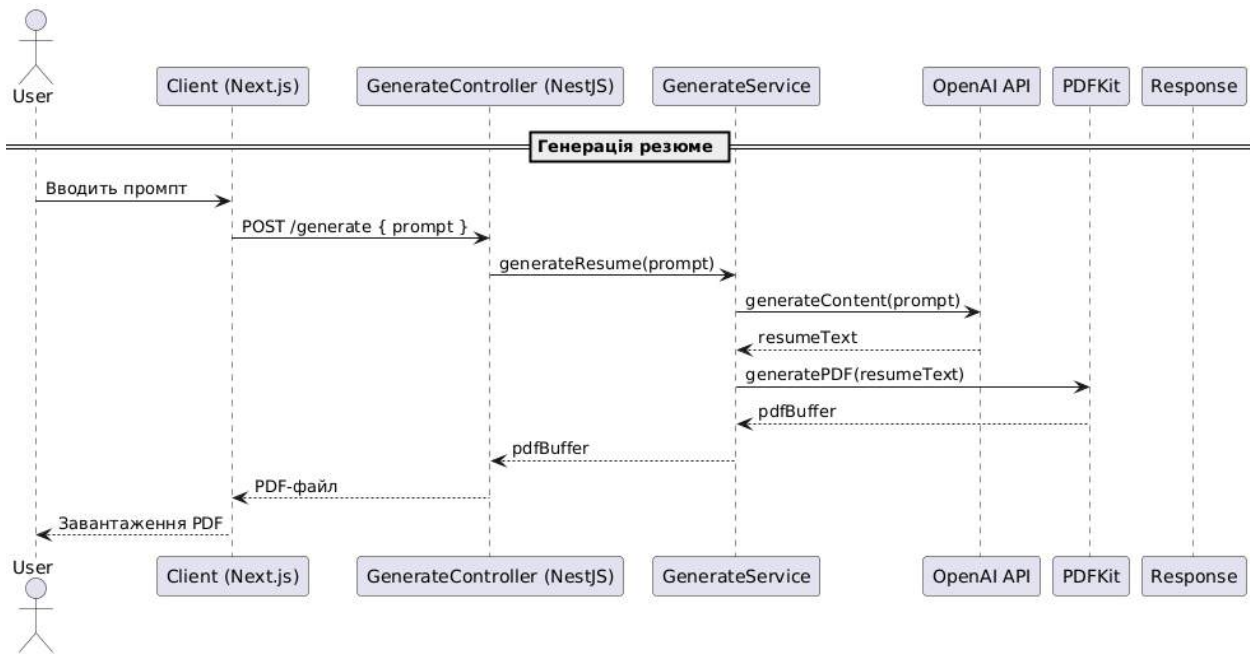 User
Client (Next.js)
GenerateController (NestJS)
GenerateService
OpenAI API
PDFKit
Response
Генерація резюме
Вводить промпт
POST /generate { prompt }
generateResume(prompt)
generateContent(prompt)
resumeText
generatePDF(resumeText)
pdfBuffer
pdfBuffer
PDF-файл
Завантаження PDF
User
Client (Next.js)
GenerateController (NestJS)
GenerateService
OpenAI API
PDFKit
Response